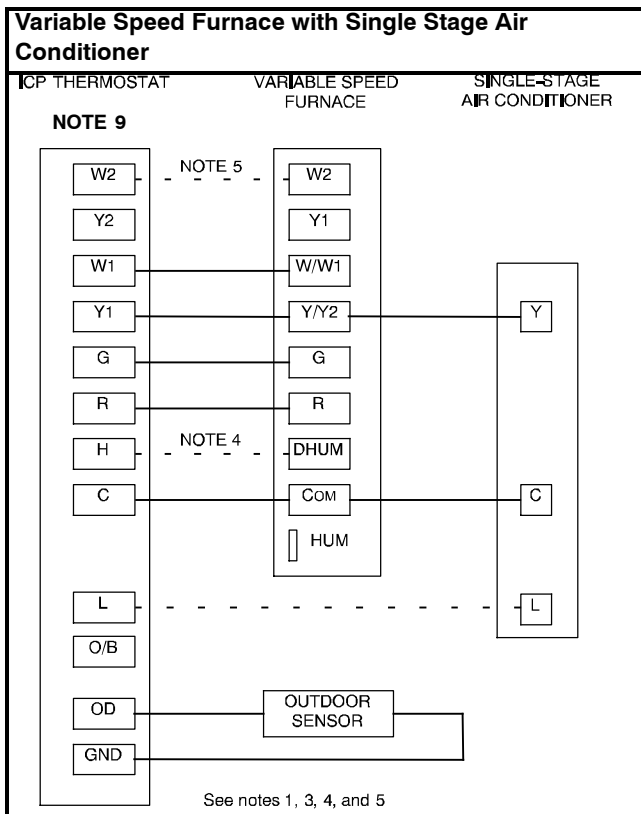 Variable Speed Furnace with Single Stage Air
Conditioner
ICP THERMOSTAT VARIABLE SPEED FURNACE SINGLE-STAGE AIR CONDITIONER
NOTE 9
W2 NOTE 5 W2
Y2 Y1
W1 W/W1
Y1 Y/Y2 Y
G G
R R
H NOTE 4 DHUM
C COM C
HUM
L L
O/B
OD OUTDOOR SENSOR
GND
See notes 1, 3, 4, and 5